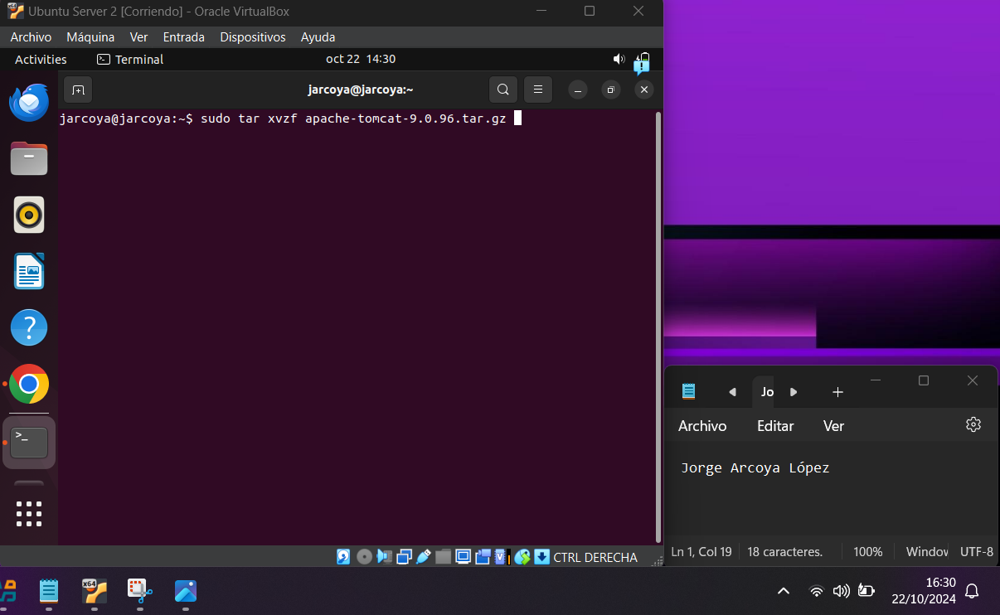 Ubuntu Server 2 [Corriendo] - Oracle VirtualBox
Archivo Máquina Ver Entrada Dispositivos Ayuda
Activities Terminal oct 22 14:30
jarcoya@jarcoya:~
jarcoya@jarcoya:~$ sudo tar xvzf apache-tomcat-9.0.96.tar.gz
CTRL DERECHA
Jo
Archivo Editar Ver
Jorge Arcoya López
Ln 1, Col 19 18 caracteres. 100% Window UTF-8
x64
16:30
22/10/2024